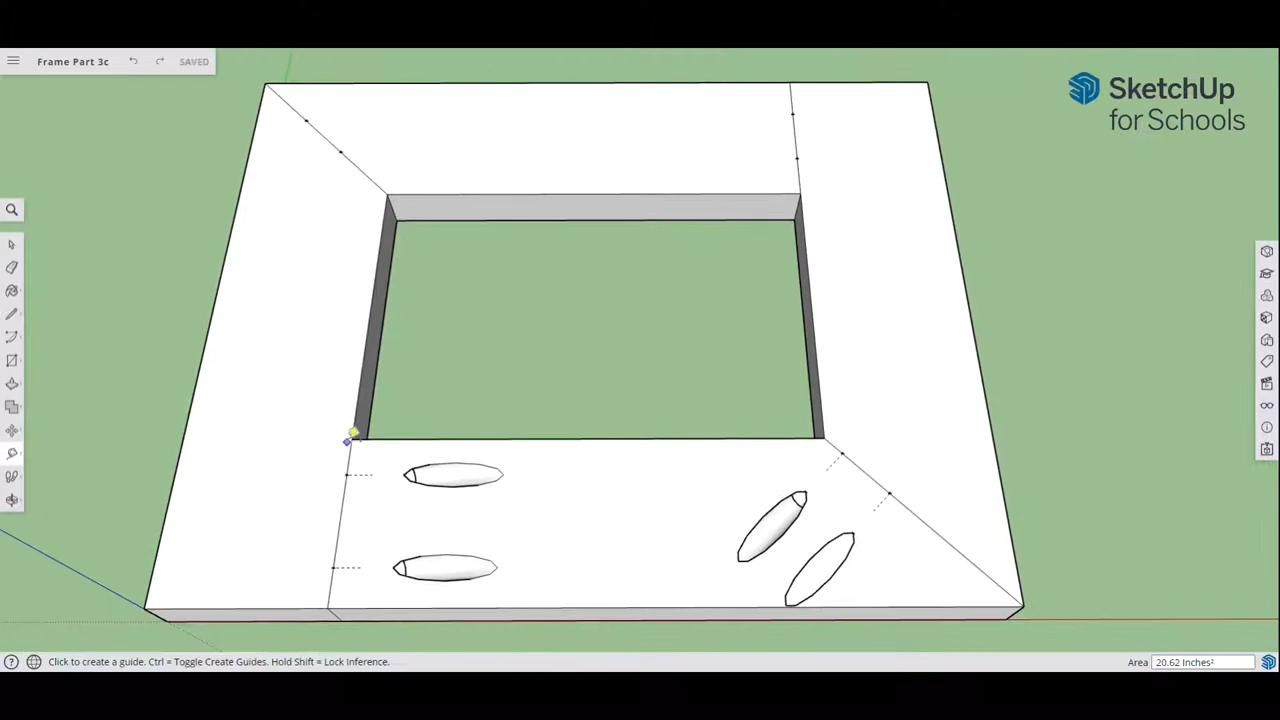 Frame Part 3c
SAVED
SketchUp
for Schools
Click to create a guide. Ctrl = Toggle Create Guides. Hold Shift = Lock Inference.
Area 20.62 Inches²